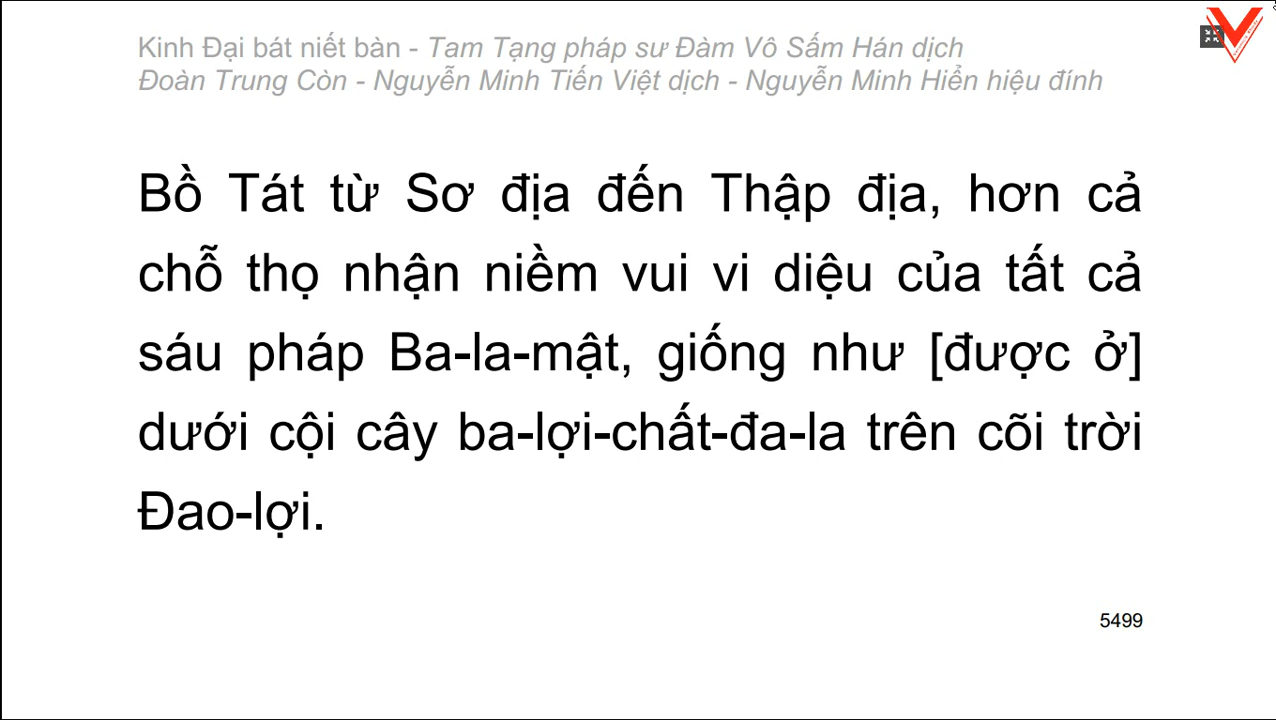 Kinh Đại bát niết bàn - Tam Tạng pháp sư Đàm Vô Sấm Hán dịch
Đoàn Trung Còn - Nguyễn Minh Tiến Việt dịch - Nguyễn Minh Hiển hiệu đính
Bồ Tát từ Sơ địa đến Thập địa, hơn cả
chỗ thọ nhận niềm vui vi diệu của tất cả
sáu pháp Ba-la-mật, giống như [được ở]
dưới cội cây ba-lợi-chất-đa-la trên cõi trời
Đao-lợi.
5499